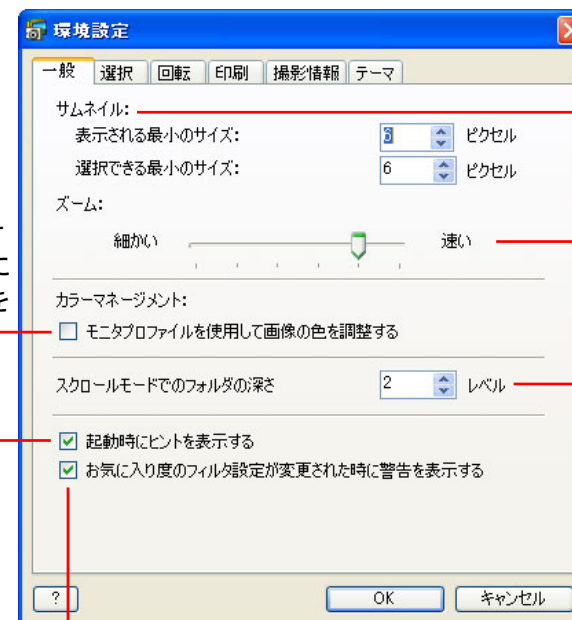 環境設定
一般 選択 回転 印刷 撮影情報 テーマ
サムネイル:
表示される最小のサイズ: ピクセル
選択できる最小のサイズ: 6 ピクセル
ズーム:
細かい 速い
に
を
カラーマネージメント:
モニタプロファイルを使用して画像の色を調整する
スクロールモードでのフォルダの深さ 2 レベル
起動時にヒントを表示する
お気に入り度のフィルタ設定が変更された時に警告を表示する
? OK キャンセル